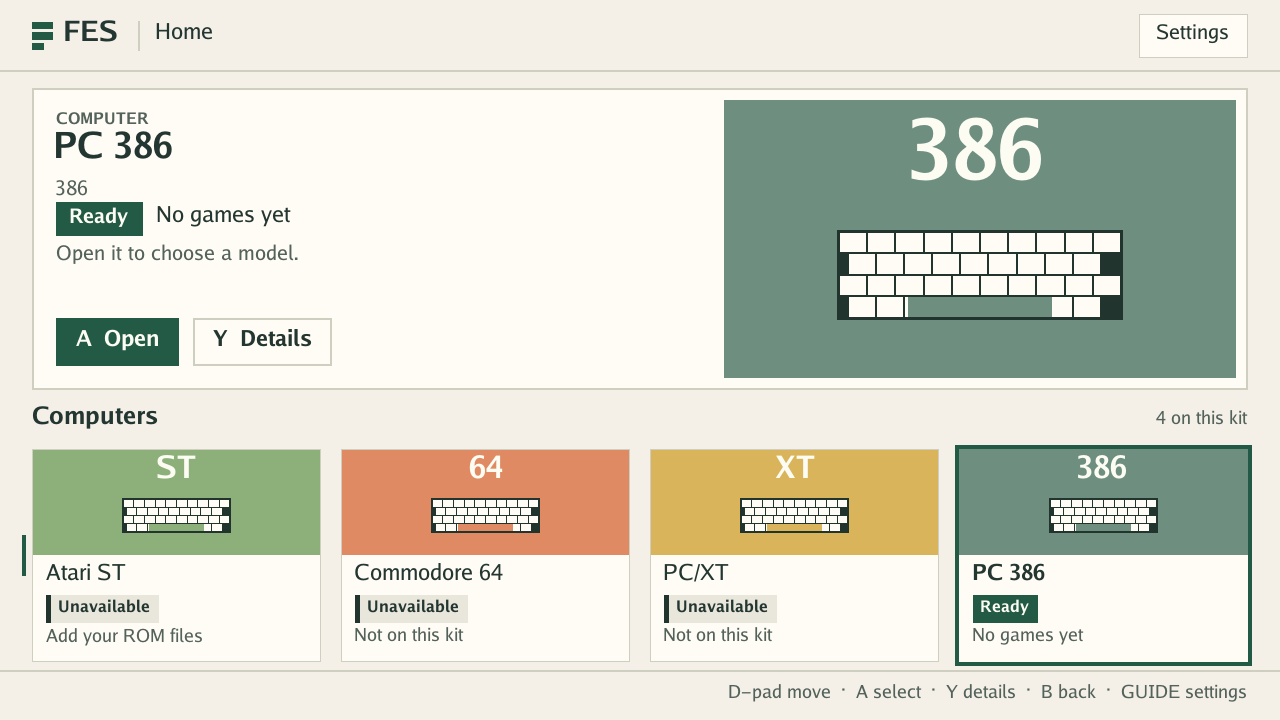 FES
Home
Settings
COMPUTER
PC 386
386
Ready No games yet
Open it to choose a model.
A Open
Y Details
386
Computers
4 on this kit
ST
Atari ST
Unavailable
Add your ROM files
64
Commodore 64
Unavailable
Not on this kit
XT
PC/XT
Unavailable
Not on this kit
386
PC 386
Ready
No games yet
D–pad move · A select · Y details · B back · GUIDE settings